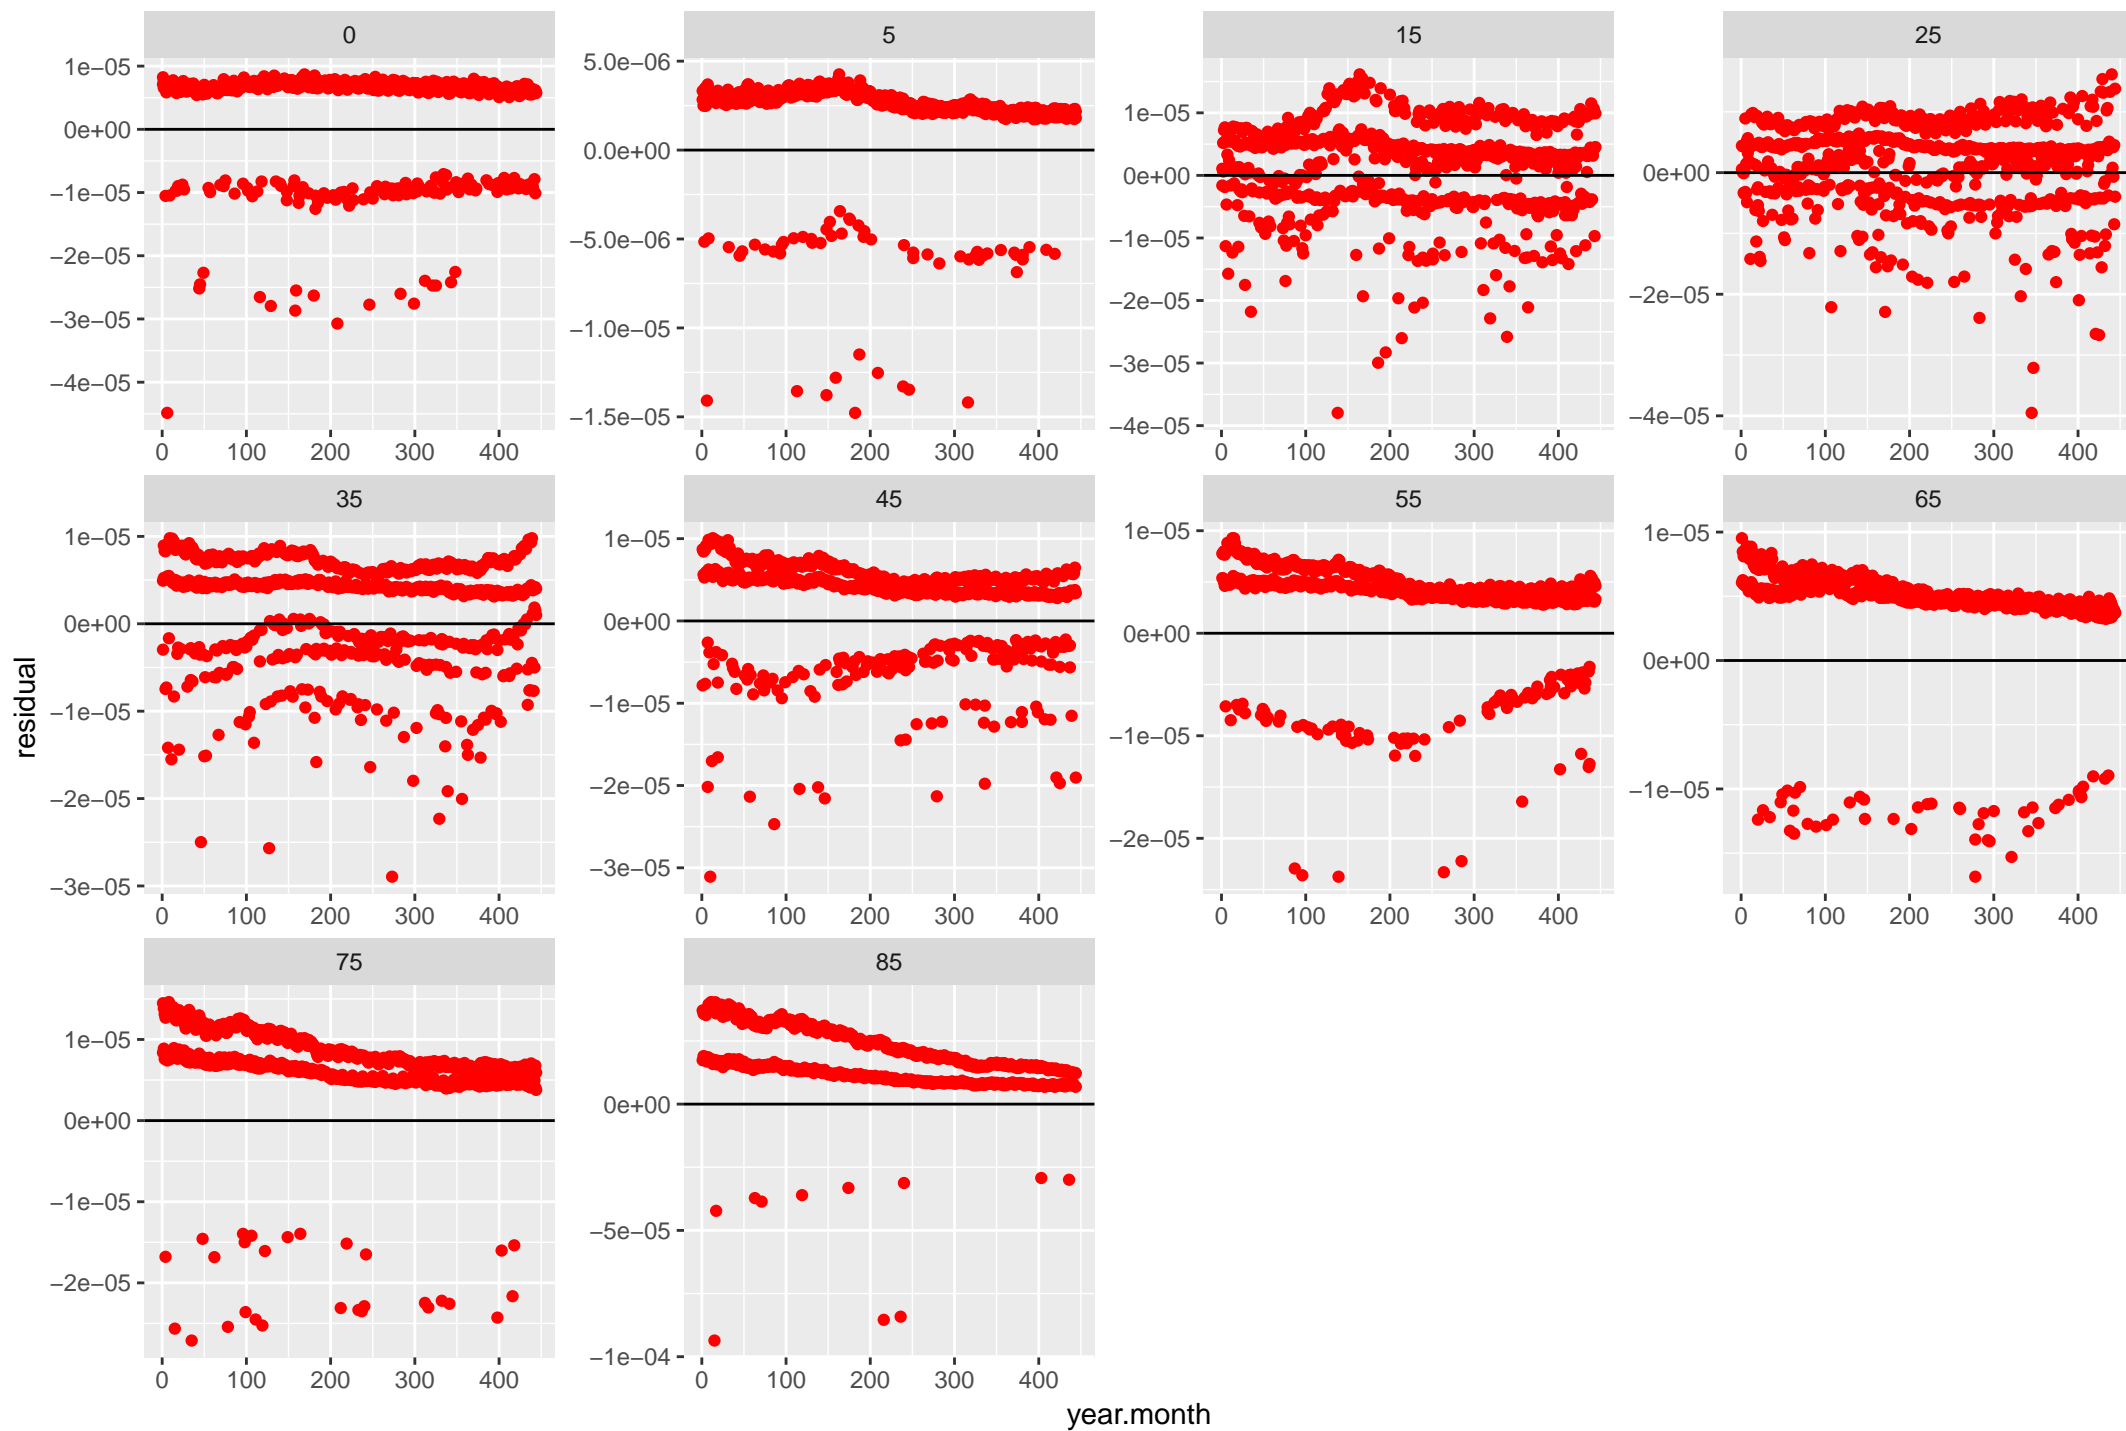 0 5 15 25
1e−05 5.0e−06 1e−05
0e+00 0.0e+00 0e+00 0e+00
−1e−05 −5.0e−06 −1e−05
−2e−05 −2e−05 −2e−05
−3e−05 −1.0e−05 −3e−05
−4e−05 −1.5e−05 −4e−05 −4e−05
0 100 200 300 400 0 100 200 300 400 0 100 200 300 400 0 100 200 300 400
35 45 55 65
1e−05 1e−05 1e−05 1e−05
0e+00 0e+00 0e+00 0e+00
−1e−05 −1e−05 −1e−05 −1e−05
−2e−05 −2e−05 −2e−05
−3e−05 −3e−05
0 100 200 300 400 0 100 200 300 400 0 100 200 300 400 0 100 200 300 400
residual
75 85
1e−05
0e+00 0e+00
−1e−05 −5e−05
−2e−05 −1e−04
0 100 200 300 400 0 100 200 300 400
year.month